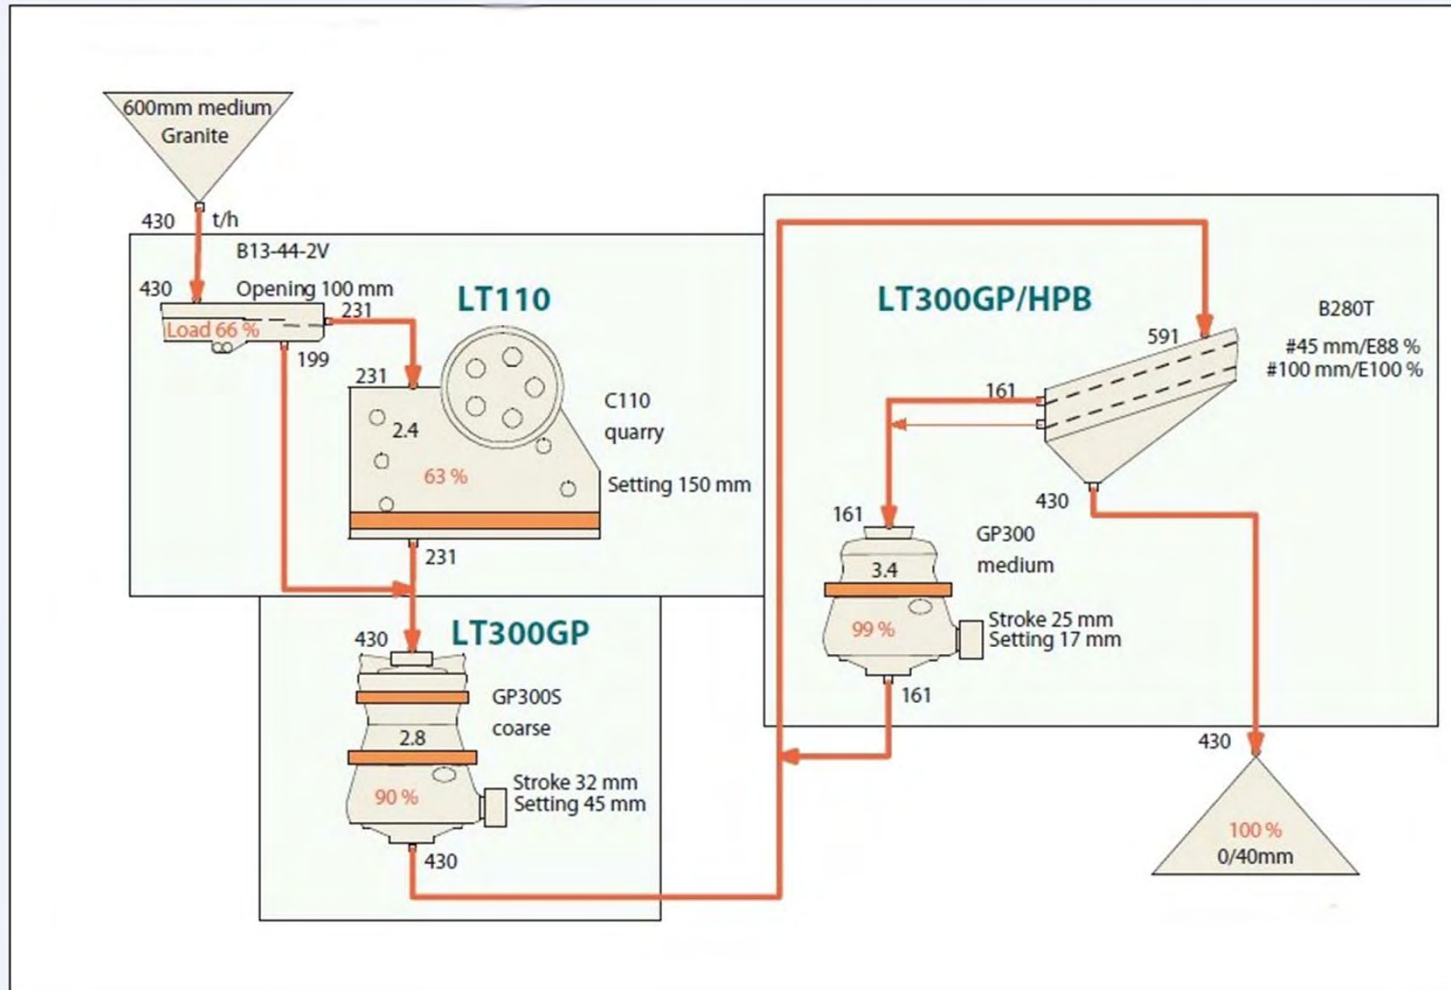 600mm medium
Granite
430 t/h
B13-44-2V
430
Opening 100 mm
Load 66 %
231
199
LT110
231
2.4
63 %
C110
quarry
Setting 150 mm
231
LT300GP
430
GP300S
coarse
2.8
90 %
Stroke 32 mm
Setting 45 mm
430
LT300GP/HPB
591
B280T
#45 mm/E88 %
#100 mm/E100 %
161
430
161
GP300
medium
3.4
99 %
Stroke 25 mm
Setting 17 mm
161
430
100 %
0/40mm